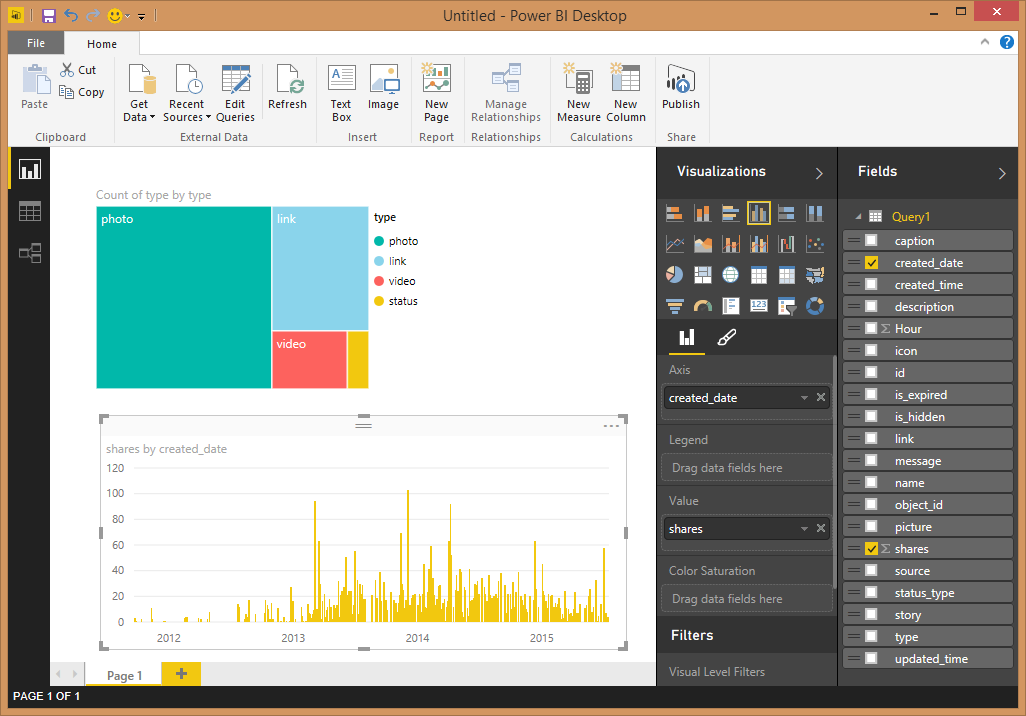 Untitled - Power BI Desktop
File
Home
Paste
Cut
Copy
Clipboard
Get Data
Recent Sources
Edit Queries
Refresh
External Data
Text Box
Image
Insert
New Page
Report
Manage Relationships
Relationships
New Measure
New Column
Calculations
Publish
Share
Count of type by type
photo
link
video
type
photo
link
video
status
shares by created_date
120
100
80
60
40
20
0
2012
2013
2014
2015
Page 1
PAGE 1 OF 1
Visualizations
123
Axis
created_date
Legend
Drag data fields here
Value
shares
Color Saturation
Drag data fields here
Filters
Visual Level Filters
Fields
Query1
caption
created_date
created_time
description
Σ Hour
icon
id
is_expired
is_hidden
link
message
name
object_id
picture
Σ shares
source
status_type
story
type
updated_time